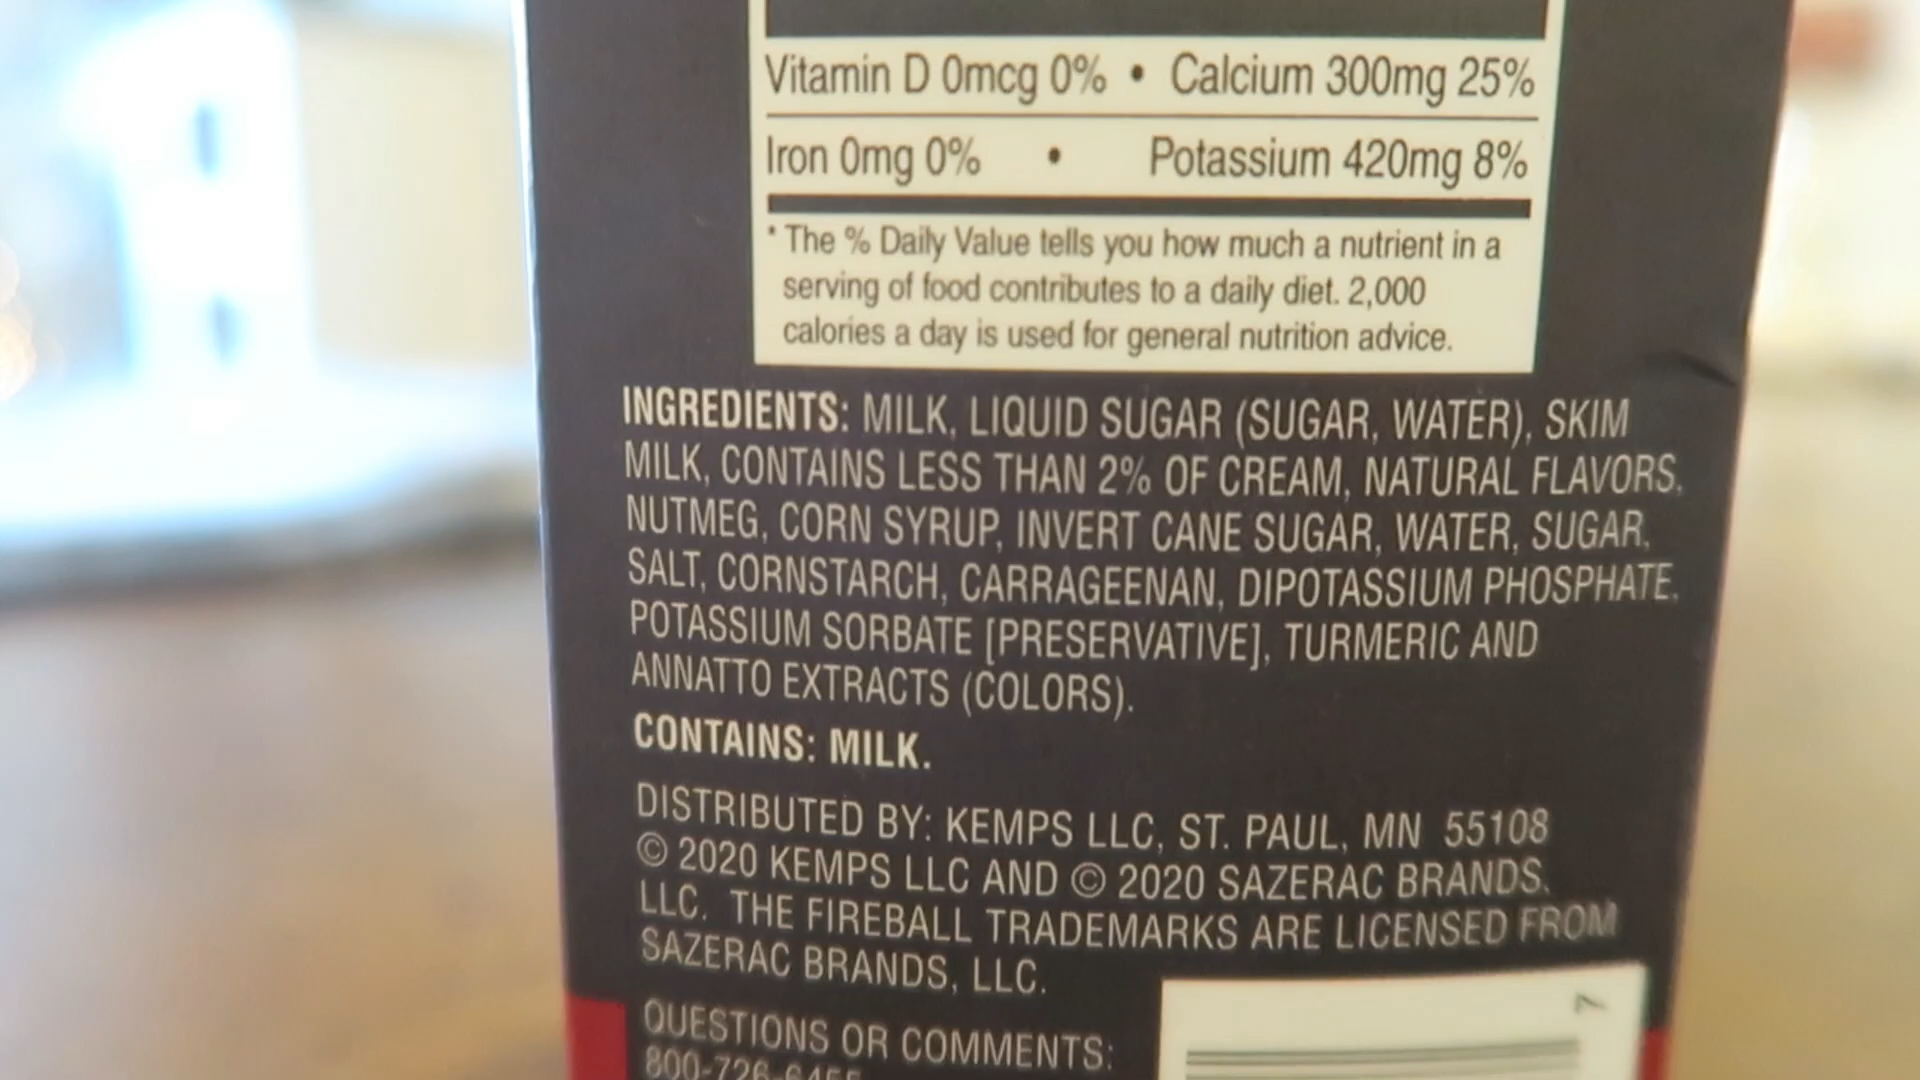 Vitamin D 0mcg 0% • Calcium 300mg 25%
Iron 0mg 0% • Potassium 420mg 8%
* The % Daily Value tells you how much a nutrient in a
serving of food contributes to a daily diet. 2,000
calories a day is used for general nutrition advice.
INGREDIENTS: MILK, LIQUID SUGAR (SUGAR, WATER), SKIM
MILK, CONTAINS LESS THAN 2% OF CREAM, NATURAL FLAVORS,
NUTMEG, CORN SYRUP, INVERT CANE SUGAR, WATER, SUGAR,
SALT, CORNSTARCH, CARRAGEENAN, DIPOTASSIUM PHOSPHATE,
POTASSIUM SORBATE [PRESERVATIVE], TURMERIC AND
ANNATTO EXTRACTS (COLORS).
CONTAINS: MILK.
DISTRIBUTED BY: KEMPS LLC, ST. PAUL, MN 55108
© 2020 KEMPS LLC AND © 2020 SAZERAC BRANDS,
LLC. THE FIREBALL TRADEMARKS ARE LICENSED FROM
SAZERAC BRANDS, LLC.
QUESTIONS OR COMMENTS:
800-726-6455
7